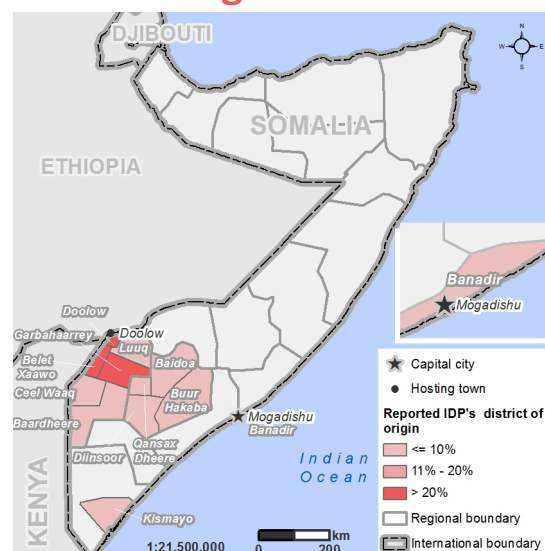 DJIBOUTI
N
W
E
S
SOMALIA
ETHIOPIA
Banadir
Mogadishu
Doolow
Doolow
Garbahaarrey
Luuq
Belet
Xaawo
Baidoa
Ceel Waaq
Buur
Hakaba
Baardheere
Mogadishu
Banadir
Qansax
Dheere
Diinsoor
Kismayo
KENYA
Indian
Ocean
Capital city
Hosting town
Reported IDP's district of
origin
<= 10%
11% - 20%
> 20%
Regional boundary
International boundary
km
1:21,500,000
0
200